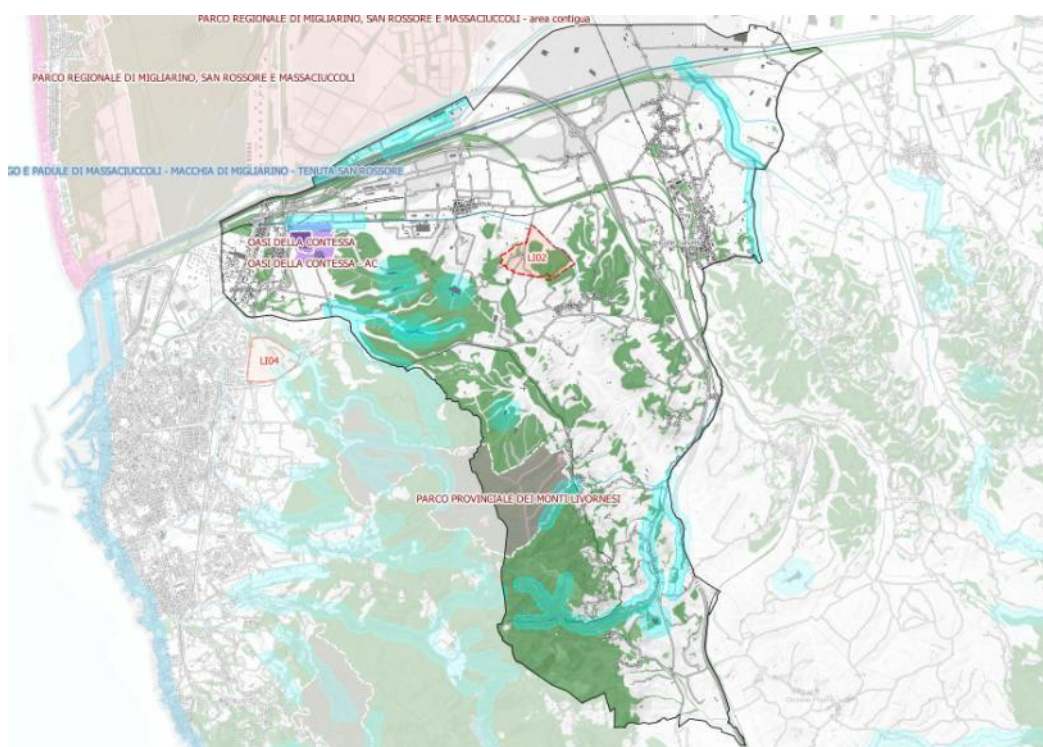 PARCO REGIONALE DI MIGLIARINO, SAN ROSSORE E MASSACIUCCOLI - area contigua
PARCO REGIONALE DI MIGLIARINO, SAN ROSSORE E MASSACIUCCOLI
GO E PADULE DI MASSACIUCCOLI - MACCHIA DI MIGLIARINO - TENUTA SAN ROSSORE
OASI DELLA CONTESSA
OASI DELLA CONTESSA - AC
LI02
LI04
PARCO PROVINCIALE DEI MONTI LIVORNESI